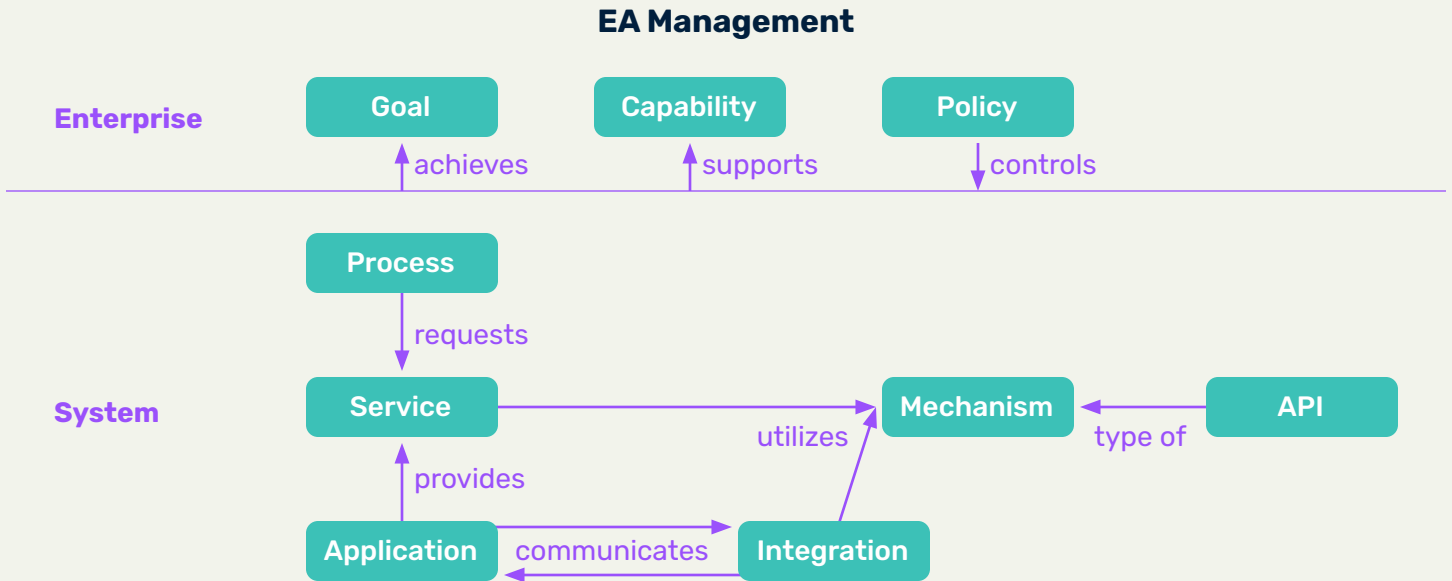 EA Management
Enterprise
Goal
Capability
Policy
achieves
supports
controls
Process
requests
System
Service
Mechanism
API
utilizes
type of
provides
Application
communicates
Integration